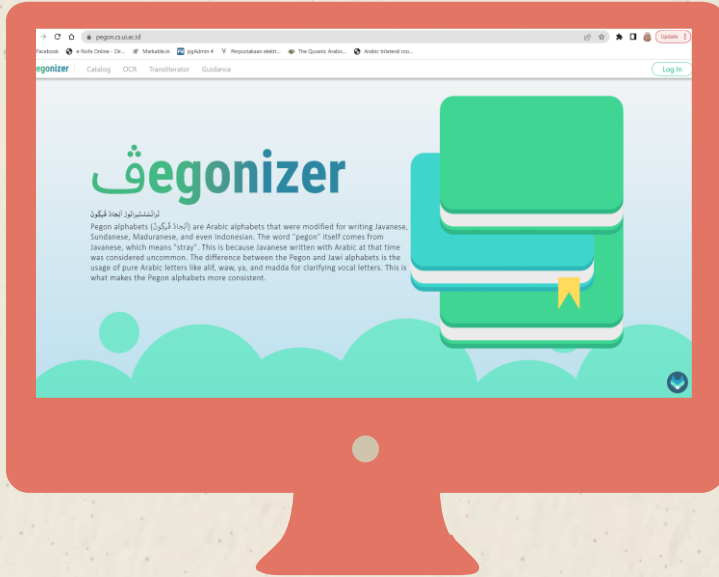 pegon.cs.ui.ac.id
Update
Facebook e-Nofa Online - Dir... Markable.in pgAdmin 4 Perpustakaan elektr... The Quranic Arabic... Arabic trilateral roo...
egonizer Catalog OCR Transliterator Guidance Log In
ڤegonizer
Pegon alphabets (أبجاد ڤيگون) are Arabic alphabets that were modified for writing Javanese,
Sundanese, Maduranese, and even Indonesian. The word "pegon" itself comes from
Javanese, which means "stray". This is because Javanese written with Arabic at that time
was considered uncommon. The difference between the Pegon and Jawi alphabets is the
usage of pure Arabic letters like alif, waw, ya, and madda for clarifying vocal letters. This is
what makes the Pegon alphabets more consistent.